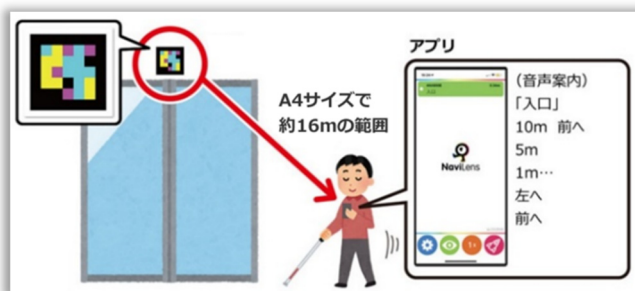 アプリ
A4サイズで
約16mの範囲
NaviLens
(音声案内)
「入口」
10m 前へ
5m
1m…
左へ
前へ